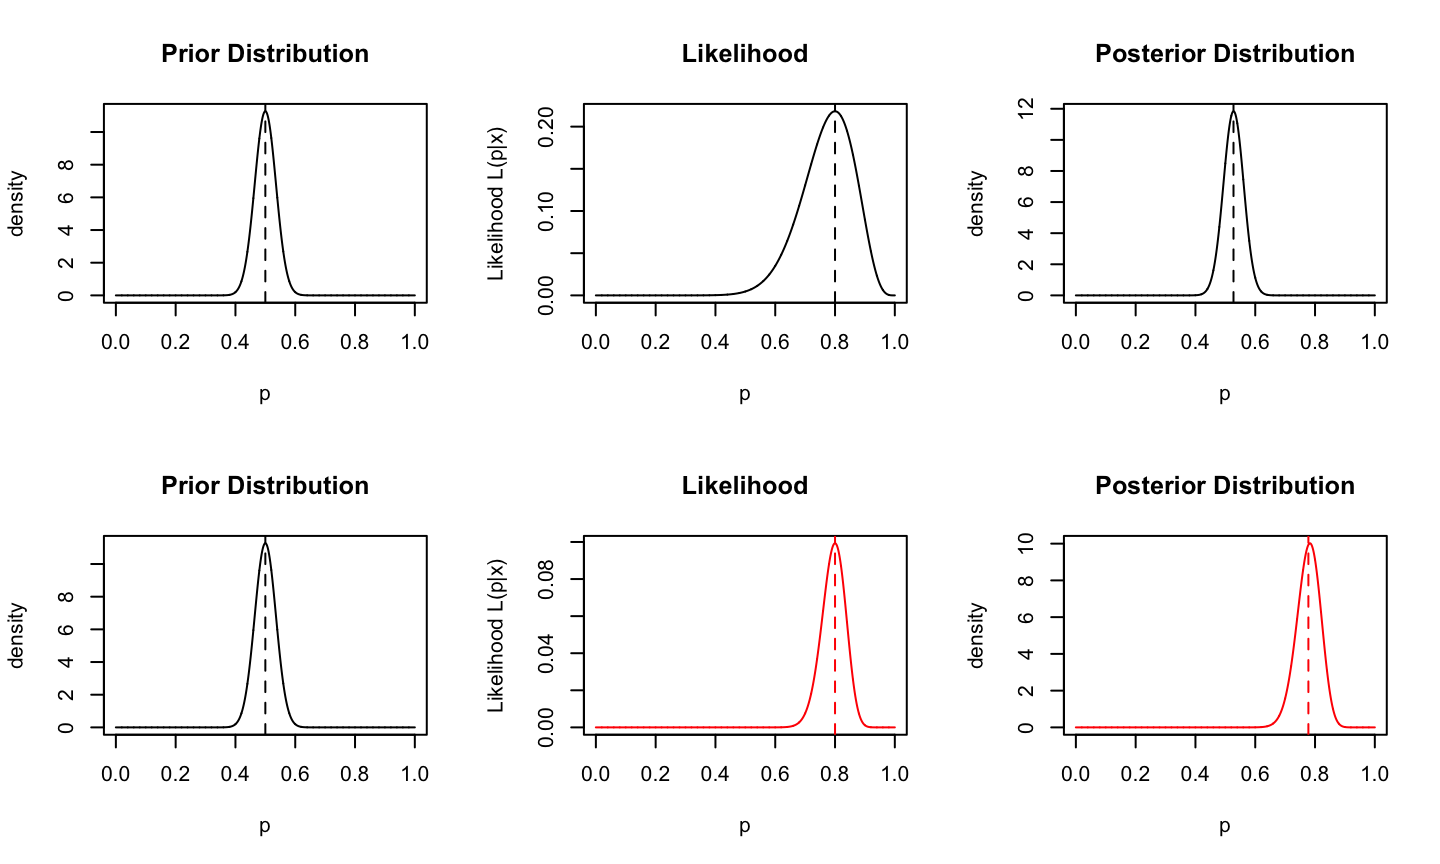 Prior Distribution
density
0 2 4 6 8
0.0 0.2 0.4 0.6 0.8 1.0
p
Likelihood
Likelihood L(p|x)
0.00 0.10 0.20
0.0 0.2 0.4 0.6 0.8 1.0
p
Posterior Distribution
density
0 2 4 6 8 12
0.0 0.2 0.4 0.6 0.8 1.0
p
Prior Distribution
density
0 2 4 6 8
0.0 0.2 0.4 0.6 0.8 1.0
p
Likelihood
Likelihood L(p|x)
0.00 0.04 0.08
0.0 0.2 0.4 0.6 0.8 1.0
p
Posterior Distribution
density
0 2 4 6 8 10
0.0 0.2 0.4 0.6 0.8 1.0
p